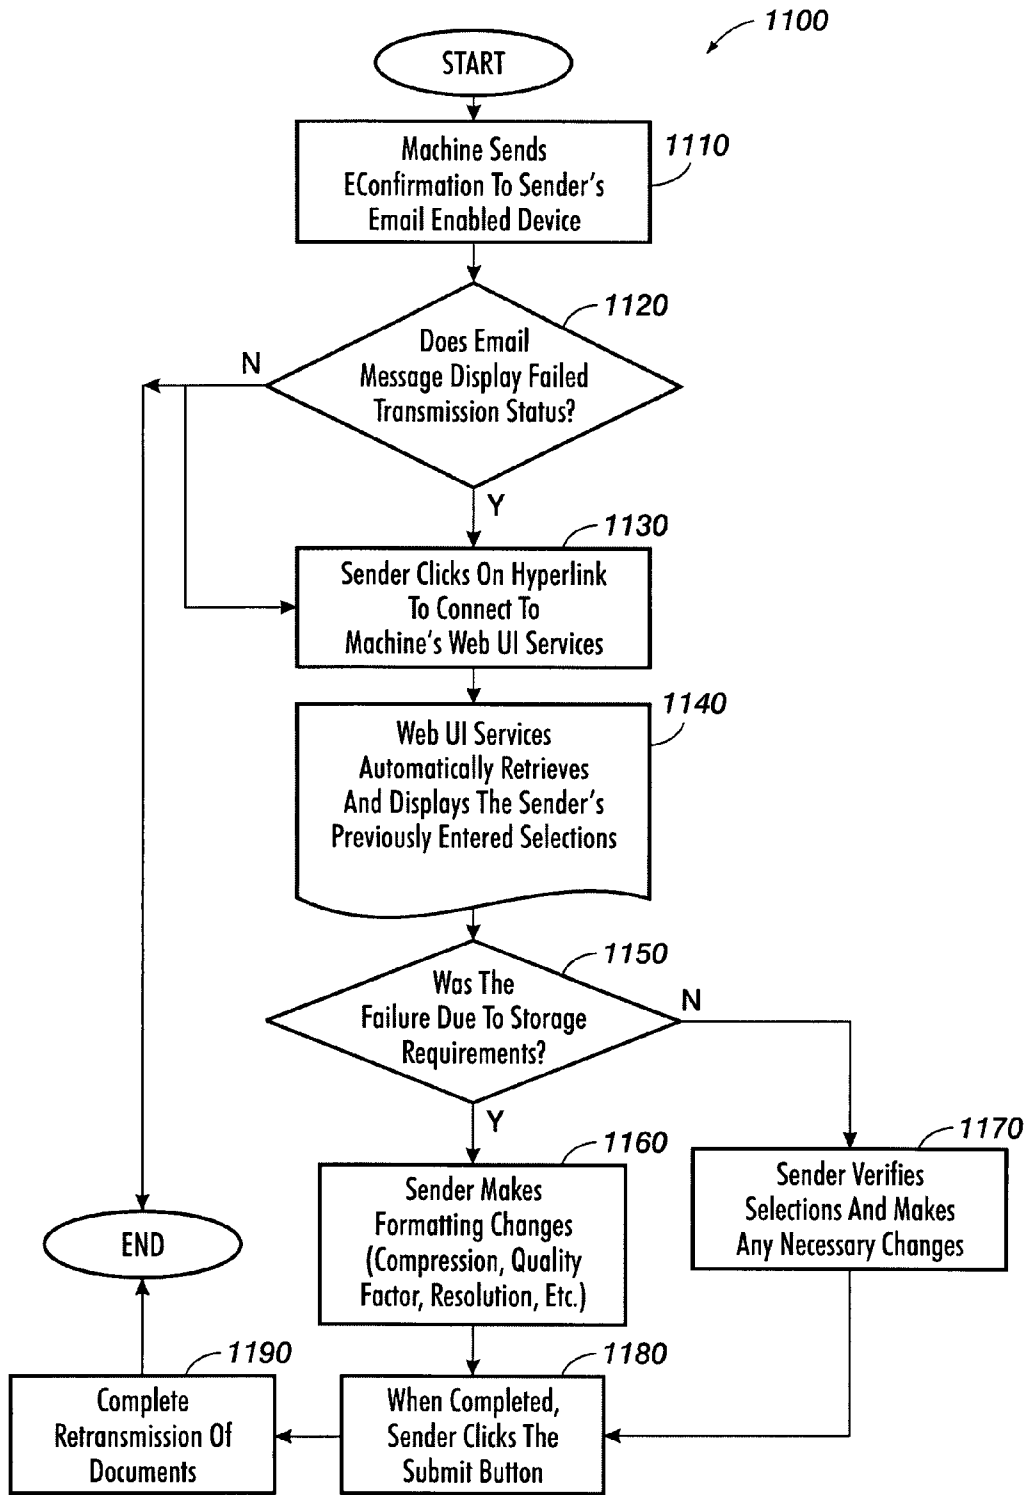 1100
START
1110
Machine Sends
EConfirmation To Sender's
Email Enabled Device
1120
Does Email
Message Display Failed
Transmission Status?
N
Y
1130
Sender Clicks On Hyperlink
To Connect To
Machine's Web UI Services
1140
Web UI Services
Automatically Retrieves
And Displays The Sender's
Previously Entered Selections
1150
Was The
Failure Due To Storage
Requirements?
N
Y
1160
Sender Makes
Formatting Changes
(Compression, Quality
Factor, Resolution, Etc.)
1170
Sender Verifies
Selections And Makes
Any Necessary Changes
END
1190
Complete
Retransmission Of
Documents
1180
When Completed,
Sender Clicks The
Submit Button